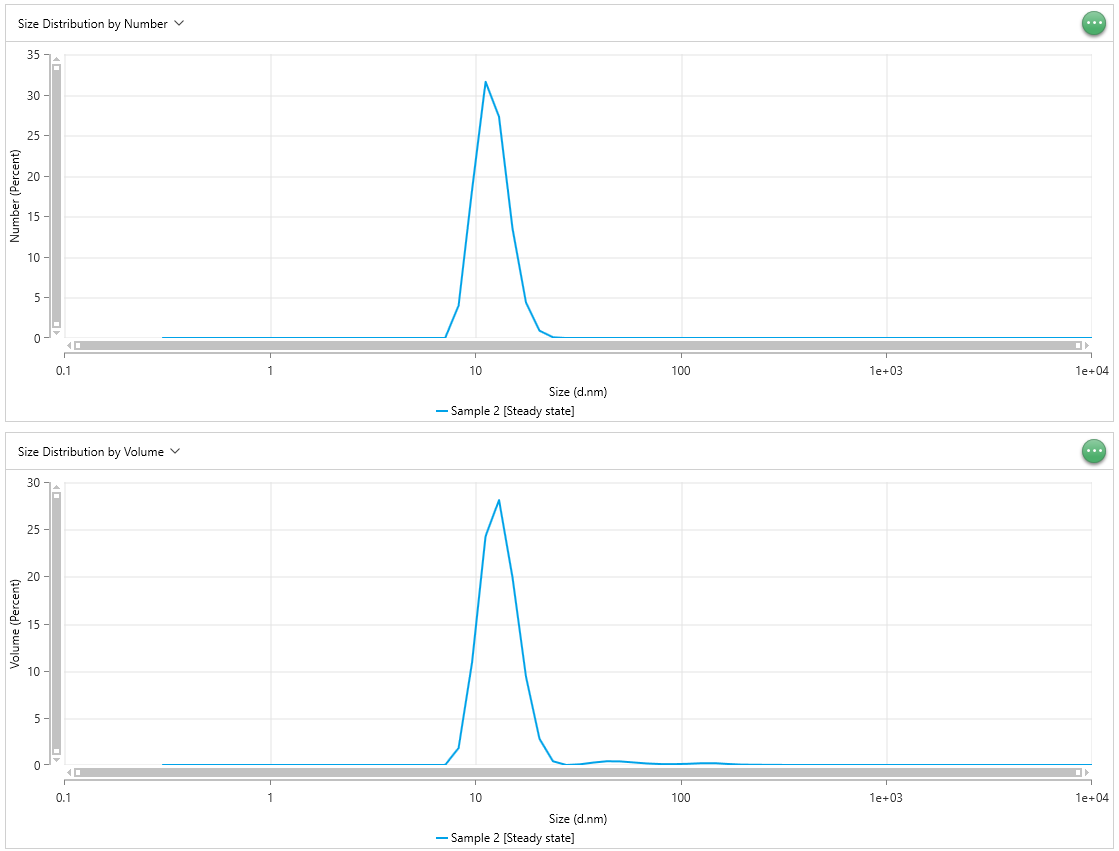 Size Distribution by Number
35
30
25
20
15
10
5
0
Number (Percent)
0.1 1 10 100 1e+03 1e+04
Size (d.nm)
Sample 2 [Steady state]
Size Distribution by Volume
30
25
20
15
10
5
0
Volume (Percent)
0.1 1 10 100 1e+03 1e+04
Size (d.nm)
Sample 2 [Steady state]